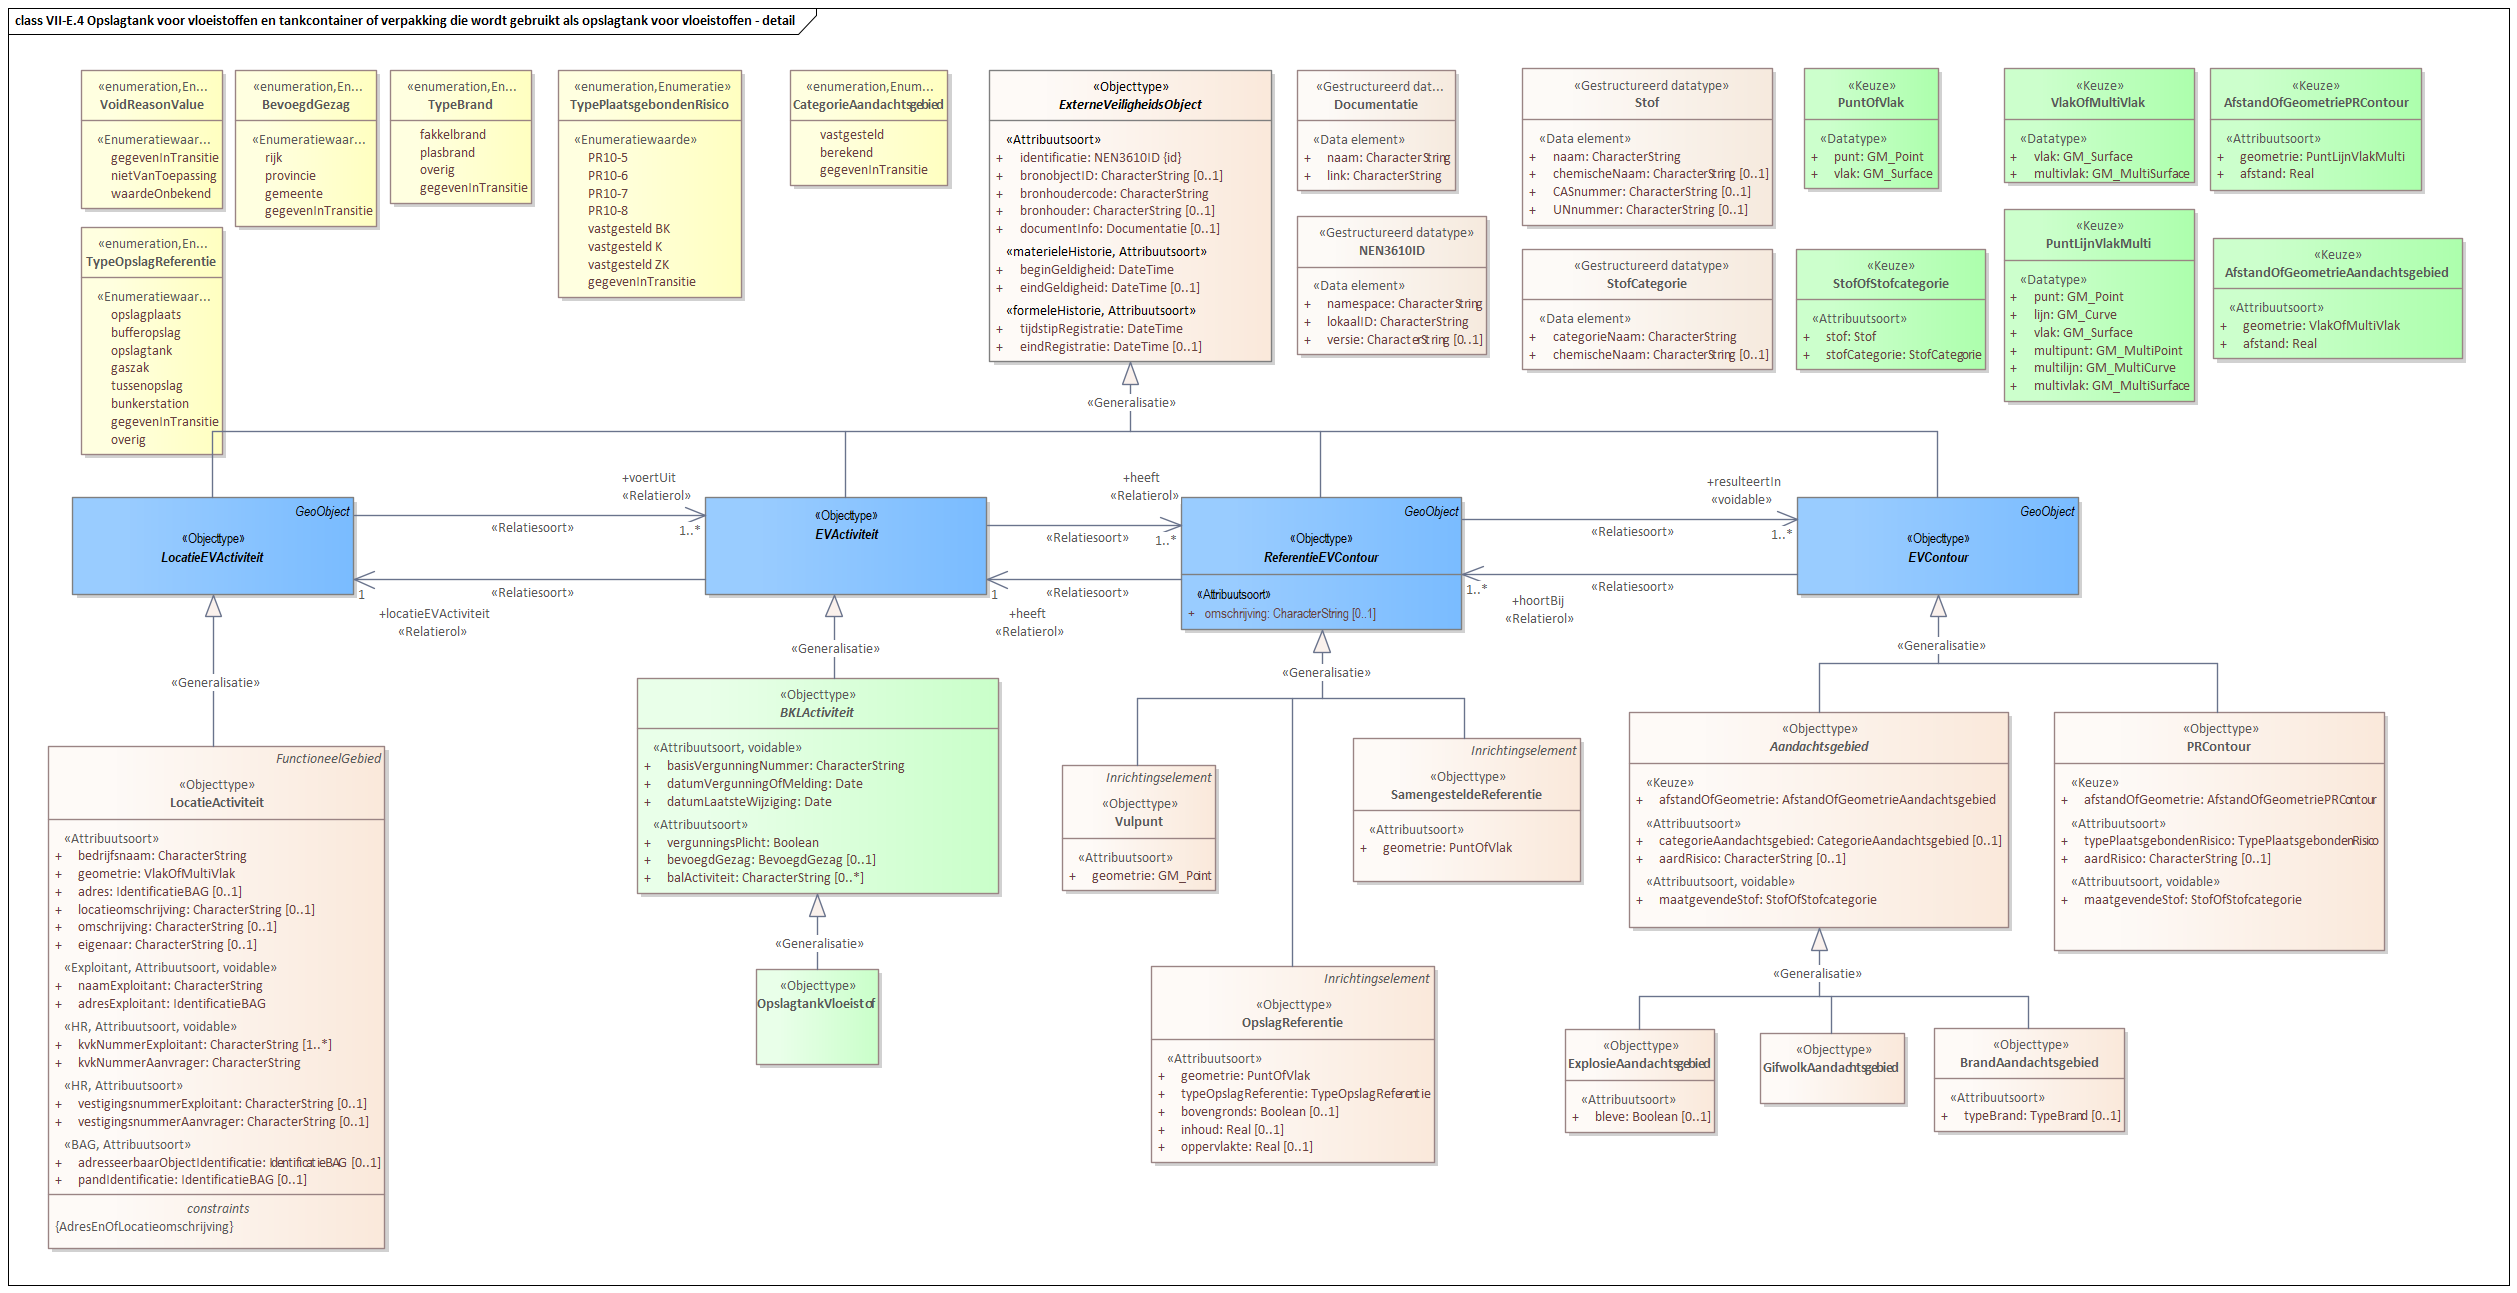 class VII-E.4 Opslagtank voor vloeistoffen en tankcontainer of verpakking die wordt gebruikt als opslagtank voor vloeistoffen - detail
«enumeration,En...
VoidReasonValue
«Enumeratiewaar...
gegevenInTransitie
nietVanToepassing
waardeOnbekend
«enumeration,En...
BevoegdGezag
«Enumeratiewaar...
rijk
provincie
gemeente
gegevenInTransitie
«enumeration,En...
TypeBrand
fakkelbrand
plasbrand
overig
gegevenInTransitie
«enumeration,Enumeratie»
TypePlaatsgebondenRisico
«Enumeratiewaarde»
PR10-5
PR10-6
PR10-7
PR10-8
vastgesteld BK
vastgesteld K
vastgesteld ZK
gegevenInTransitie
«enumeration,Enum...
CategorieAandachtsgebied
vastgesteld
berekend
gegevenInTransitie
«Objecttype»
ExterneVeiligheidsObject
«Attribuutsoort»
+ identificatie: NEN3610ID {id}
+ bronobjectID: CharacterString [0..1]
+ bronhoudercode: CharacterString
+ bronhouder: CharacterString [0..1]
+ documentInfo: Documentatie [0..1]
«materieleHistorie, Attribuutsoort»
+ beginGeldigheid: DateTime
+ eindGeldigheid: DateTime [0..1]
«formeleHistorie, Attribuutsoort»
+ tijdstipRegistratie: DateTime
+ eindRegistratie: DateTime [0..1]
«Gestructureerd dat...
Documentatie
«Data element»
+ naam: CharacterString
+ link: CharacterString
«Gestructureerd datatype»
NEN3610ID
«Data element»
+ namespace: CharacterString
+ lokaalID: CharacterString
+ versie: CharacterString [0..1]
«Gestructureerd datatype»
Stof
«Data element»
+ naam: CharacterString
+ chemischeNaam: CharacterString [0..1]
+ CASnummer: CharacterString [0..1]
+ UNnummer: CharacterString [0..1]
«Gestructureerd datatype»
StofCategorie
«Data element»
+ categorieNaam: CharacterString
+ chemischeNaam: CharacterString [0..1]
«Keuze»
PuntOfVlak
«Datatype»
+ punt: GM_Point
+ vlak: GM_Surface
«Keuze»
StofOfStofcategorie
«Attribuutsoort»
+ stof: Stof
+ stofCategorie: StofCategorie
«Keuze»
VlakOfMultiVlak
«Datatype»
+ vlak: GM_Surface
+ multivlak: GM_MultiSurface
«Keuze»
PuntLijnVlakMulti
«Datatype»
+ punt: GM_Point
+ lijn: GM_Curve
+ vlak: GM_Surface
+ multipunt: GM_MultiPoint
+ multilijn: GM_MultiCurve
+ multivlak: GM_MultiSurface
«Keuze»
AfstandOfGeometriePRContour
«Attribuutsoort»
+ geometrie: PuntLijnVlakMulti
+ afstand: Real
«Keuze»
AfstandOfGeometrieAandachtsgebied
«Attribuutsoort»
+ geometrie: VlakOfMultiVlak
+ afstand: Real
«enumeration,En...
TypeOpslagReferentie
«Enumeratiewaar...
opslagplaats
bufferopslag
opslagtank
gaszak
tussenopslag
bunkerstation
gegevenInTransitie
overig
«Generalisatie»
GeoObject
«Objecttype»
LocatieEVActiviteit
+voertUit
«Relatierol»
1..*
«Relatiesoort»
«Relatiesoort»
1
+locatieEVActiviteit
«Relatierol»
«Objecttype»
EVActiviteit
+heeft
«Relatierol»
1..*
«Relatiesoort»
«Relatiesoort»
1
+heeft
«Relatierol»
GeoObject
«Objecttype»
ReferentieEVContour
«Attribuutsoort»
+ omschrijving: CharacterString [0..1]
+resulteertIn
«voidable»
1..*
«Relatiesoort»
«Relatiesoort»
1..*
+hoortBij
«Relatierol»
GeoObject
«Objecttype»
EVContour
«Generalisatie»
«Generalisatie»
«Generalisatie»
«Generalisatie»
FunctioneelGebied
«Objecttype»
LocatieActiviteit
«Attribuutsoort»
+ bedrijfsnaam: CharacterString
+ geometrie: VlakOfMultiVlak
+ adres: IdentificatieBAG [0..1]
+ locatieomschrijving: CharacterString [0..1]
+ omschrijving: CharacterString [0..1]
+ eigenaar: CharacterString [0..1]
«Exploitant, Attribuutsoort, voidable»
+ naamExploitant: CharacterString
+ adresExploitant: IdentificatieBAG
«HR, Attribuutsoort, voidable»
+ kvkNummerExploitant: CharacterString [1..*]
+ kvkNummerAanvrager: CharacterString
«HR, Attribuutsoort»
+ vestigingsnummerExploitant: CharacterString [0..1]
+ vestigingsnummerAanvrager: CharacterString [0..1]
«BAG, Attribuutsoort»
+ adresseerbaarObjectIdentificatie: IdentificatieBAG [0..1]
+ pandIdentificatie: IdentificatieBAG [0..1]
constraints
{AdresEnOfLocatieomschrijving}
«Objecttype»
BKLActiviteit
«Attribuutsoort, voidable»
+ basisVergunningNummer: CharacterString
+ datumVergunningOfMelding: Date
+ datumLaatsteWijziging: Date
«Attribuutsoort»
+ vergunningsPlicht: Boolean
+ bevoegdGezag: BevoegdGezag [0..1]
+ balActiviteit: CharacterString [0..*]
«Generalisatie»
«Objecttype»
OpslagtankVloeistof
Inrichtingselement
«Objecttype»
Vulpunt
«Attribuutsoort»
+ geometrie: GM_Point
Inrichtingselement
«Objecttype»
SamengesteldeReferentie
«Attribuutsoort»
+ geometrie: PuntOfVlak
Inrichtingselement
«Objecttype»
OpslagReferentie
«Attribuutsoort»
+ geometrie: PuntOfVlak
+ typeOpslagReferentie: TypeOpslagReferentie
+ bovengronds: Boolean [0..1]
+ inhoud: Real [0..1]
+ oppervlakte: Real [0..1]
«Objecttype»
Aandachtsgebied
«Keuze»
+ afstandOfGeometrie: AfstandOfGeometrieAandachtsgebied
«Attribuutsoort»
+ categorieAandachtsgebied: CategorieAandachtsgebied [0..1]
+ aardRisico: CharacterString [0..1]
«Attribuutsoort, voidable»
+ maatgevendeStof: StofOfStofcategorie
«Objecttype»
PRContour
«Keuze»
+ afstandOfGeometrie: AfstandOfGeometriePRContour
«Attribuutsoort»
+ typePlaatsgebondenRisico: TypePlaatsgebondenRisico
+ aardRisico: CharacterString [0..1]
«Attribuutsoort, voidable»
+ maatgevendeStof: StofOfStofcategorie
«Generalisatie»
«Objecttype»
ExplosieAandachtsgebied
«Attribuutsoort»
+ bleve: Boolean [0..1]
«Objecttype»
GifwolkAandachtsgebied
«Objecttype»
BrandAandachtsgebied
«Attribuutsoort»
+ typeBrand: TypeBrand [0..1]